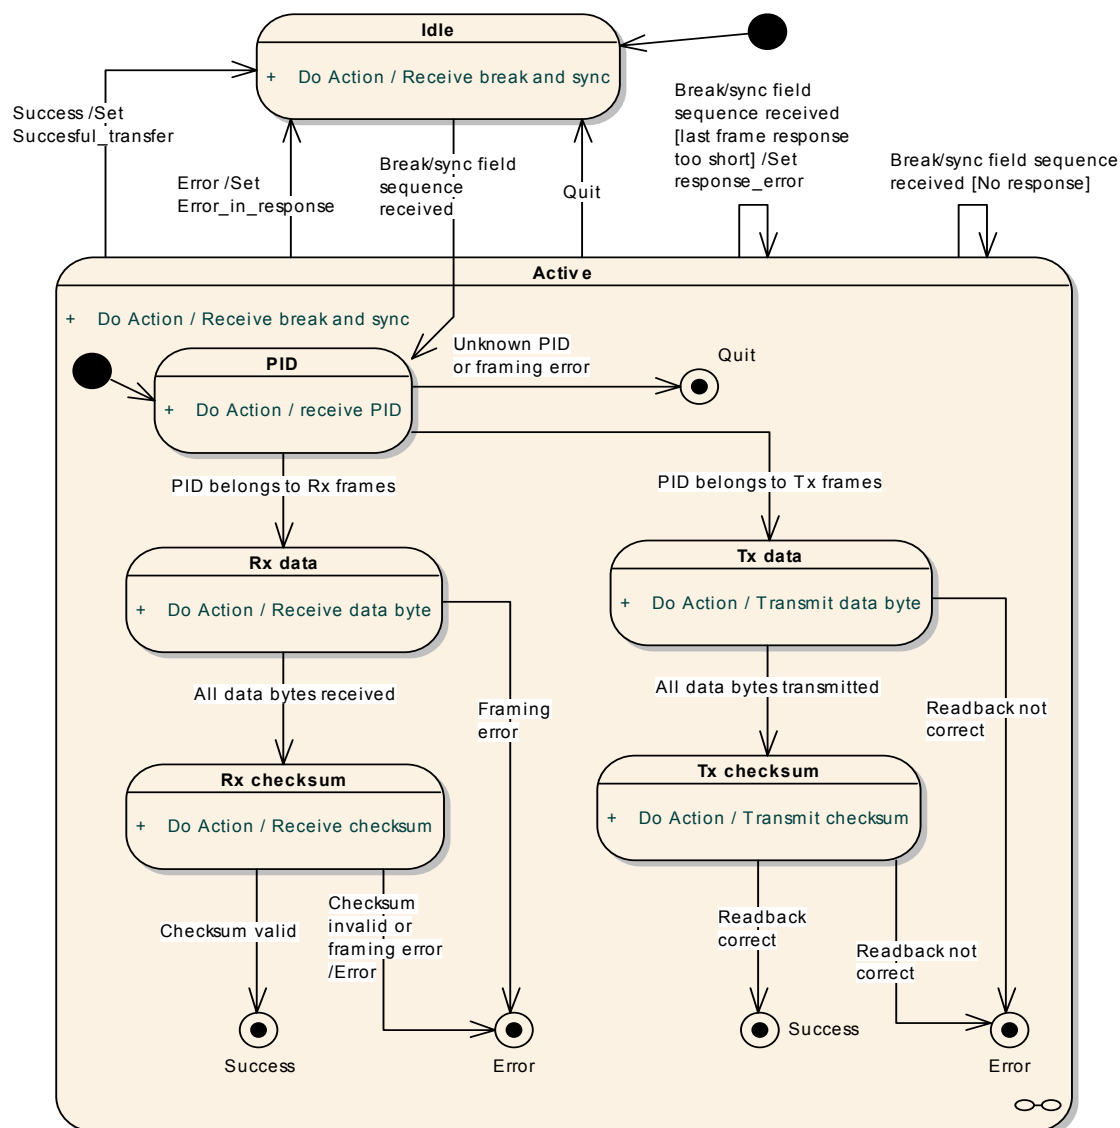 Idle
+ Do Action / Receive break and sync
Success /Set
Succesful_transfer
Error /Set
Error_in_response
Break/sync field
sequence
received
Quit
Break/sync field
sequence received
[last frame response
too short] /Set
response_error
Break/sync field sequence
received [No response]
Active
+ Do Action / Receive break and sync
PID
+ Do Action / receive PID
Unknown PID
or framing error
Quit
PID belongs to Rx frames
PID belongs to Tx frames
Rx data
+ Do Action / Receive data byte
Tx data
+ Do Action / Transmit data byte
All data bytes received
Framing
error
All data bytes transmitted
Readback not
correct
Rx checksum
+ Do Action / Receive checksum
Tx checksum
+ Do Action / Transmit checksum
Checksum valid
Checksum
invalid or
framing error
/Error
Readback
correct
Readback not
correct
Success
Error
Success
Error